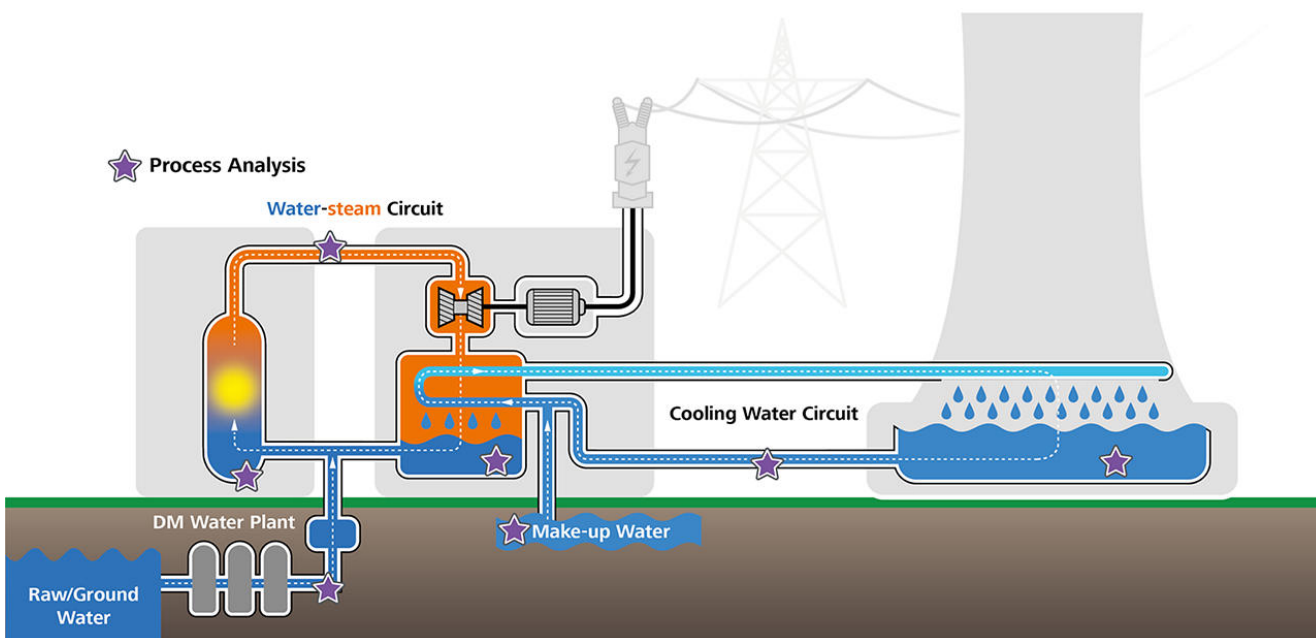 Process Analysis
Water-steam Circuit
Cooling Water Circuit
DM Water Plant
Make-up Water
Raw/Ground
Water